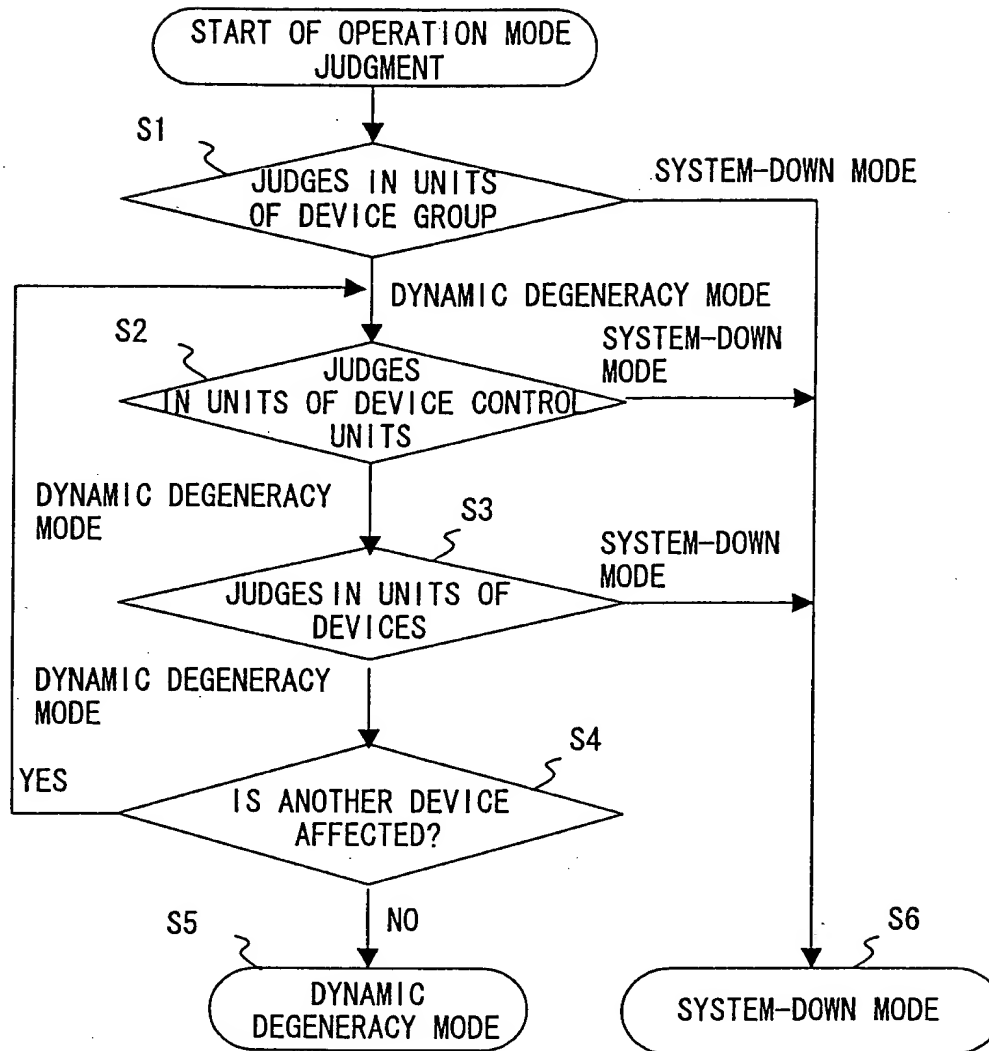 START OF OPERATION MODE
JUDGMENT
S1
JUDGES IN UNITS
OF DEVICE GROUP
SYSTEM-DOWN MODE
DYNAMIC DEGENERACY MODE
S2
JUDGES
IN UNITS OF DEVICE CONTROL
UNITS
SYSTEM-DOWN
MODE
DYNAMIC DEGENERACY
MODE
S3
JUDGES IN UNITS OF
DEVICES
SYSTEM-DOWN
MODE
DYNAMIC DEGENERACY
MODE
S4
YES
IS ANOTHER DEVICE
AFFECTED?
NO
S5
DYNAMIC
DEGENERACY MODE
S6
SYSTEM-DOWN MODE